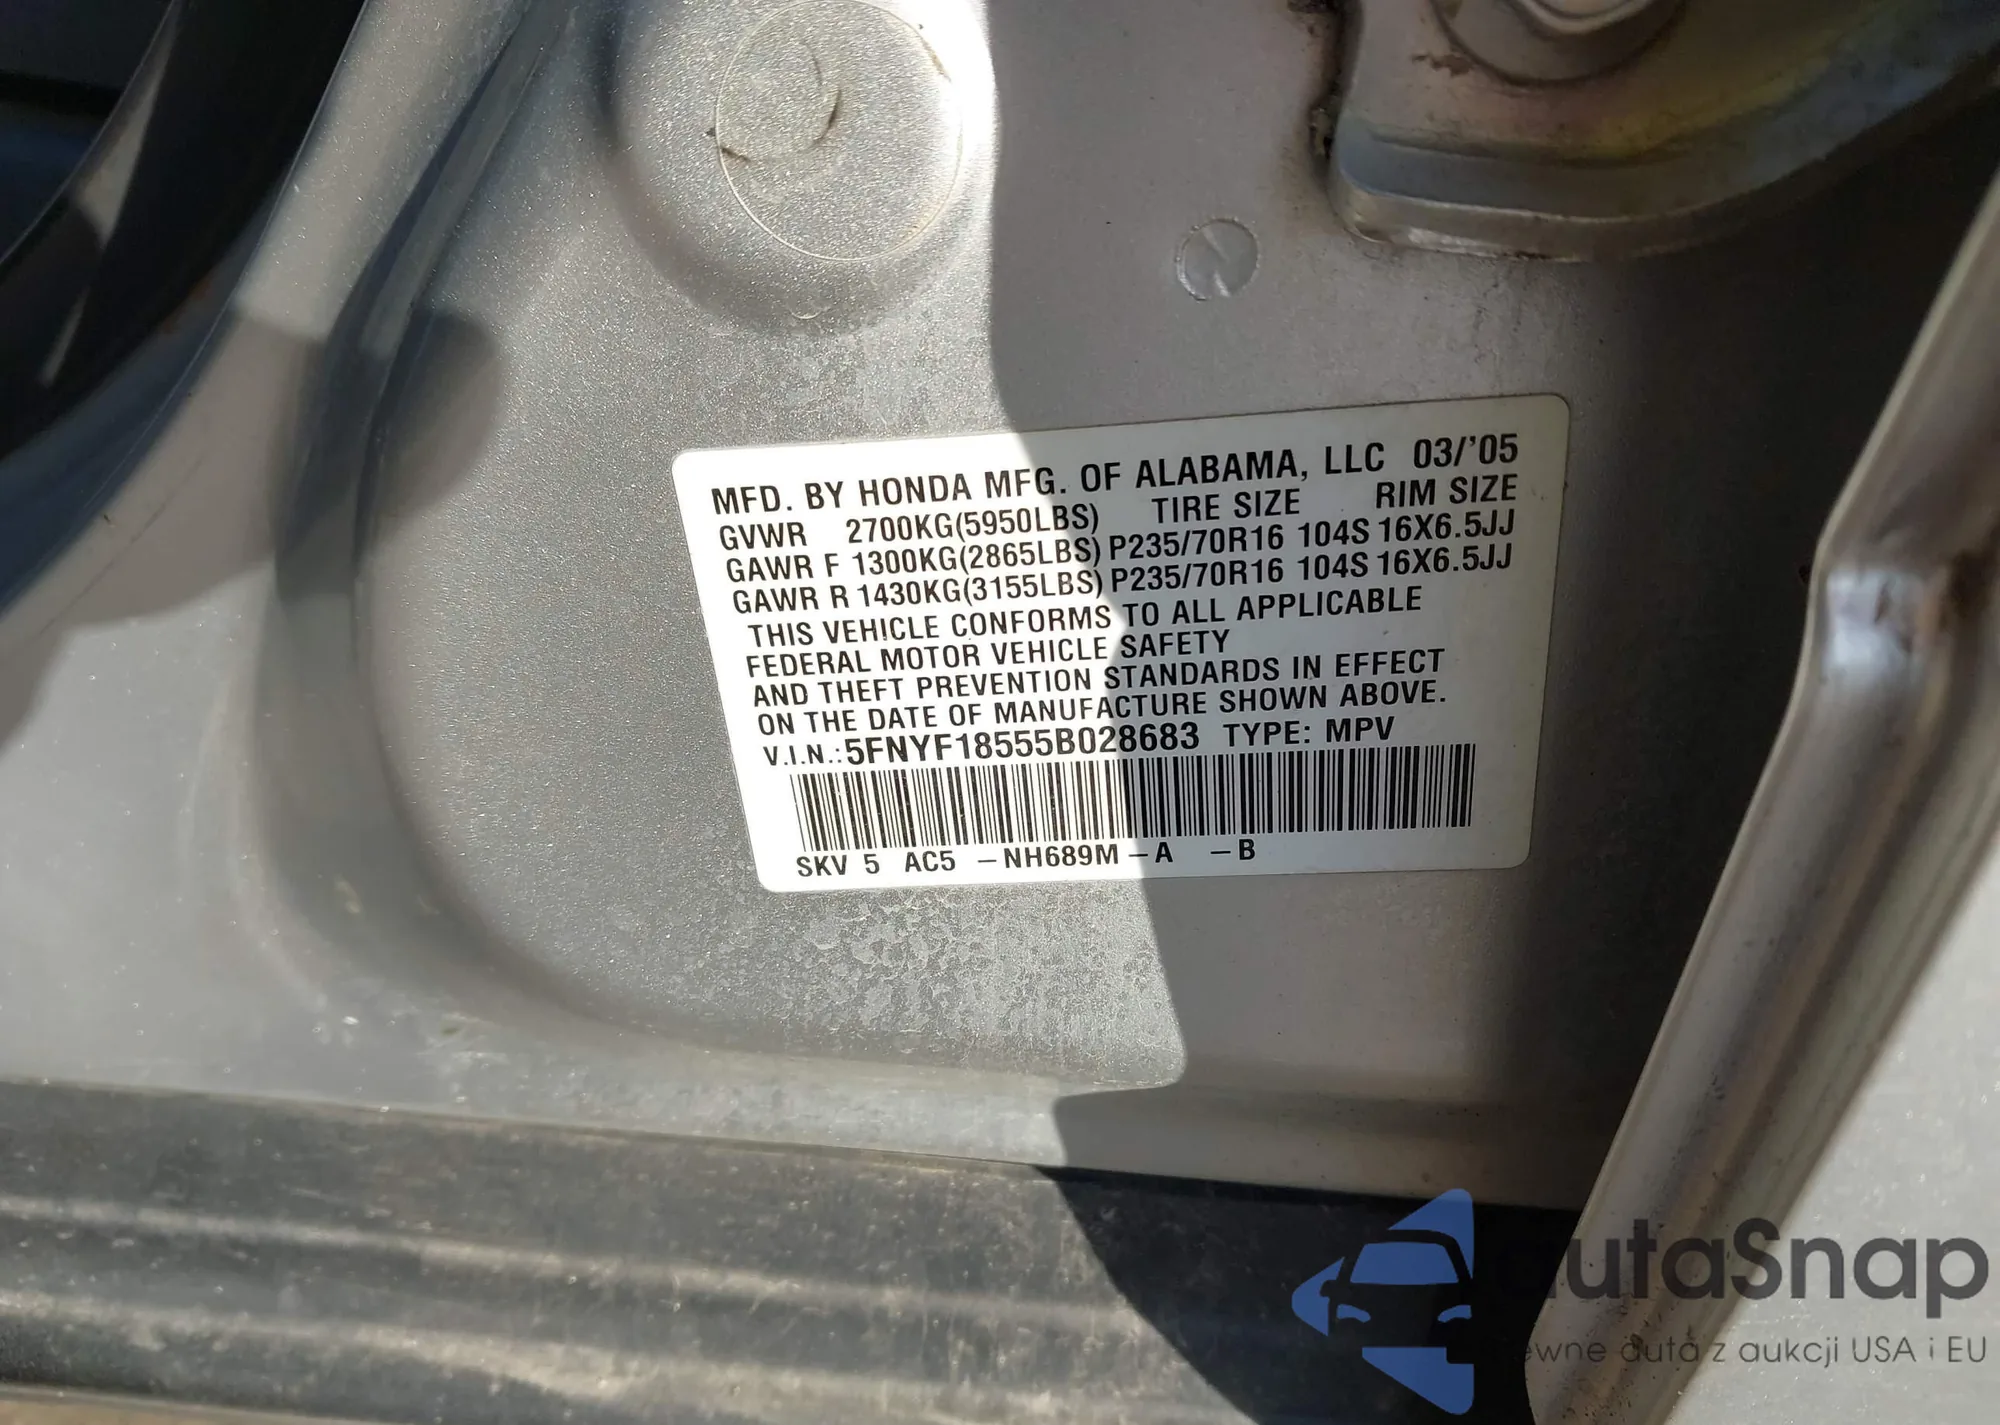 MFD. BY HONDA MFG. OF ALABAMA, LLC 03/'05
GVWR 2700KG(5950LBS) TIRE SIZE RIM SIZE
GAWR F 1300KG(2865LBS) P235/70R16 104S 16X6.5JJ
GAWR R 1430KG(3155LBS) P235/70R16 104S 16X6.5JJ
THIS VEHICLE CONFORMS TO ALL APPLICABLE
FEDERAL MOTOR VEHICLE SAFETY
AND THEFT PREVENTION STANDARDS IN EFFECT
ON THE DATE OF MANUFACTURE SHOWN ABOVE.
V.I.N.: 5FNYF18555B028683 TYPE: MPV
SKV 5 AC5 -NH689M-A -B
utaSnap
ewne auta z aukcji USA i EU